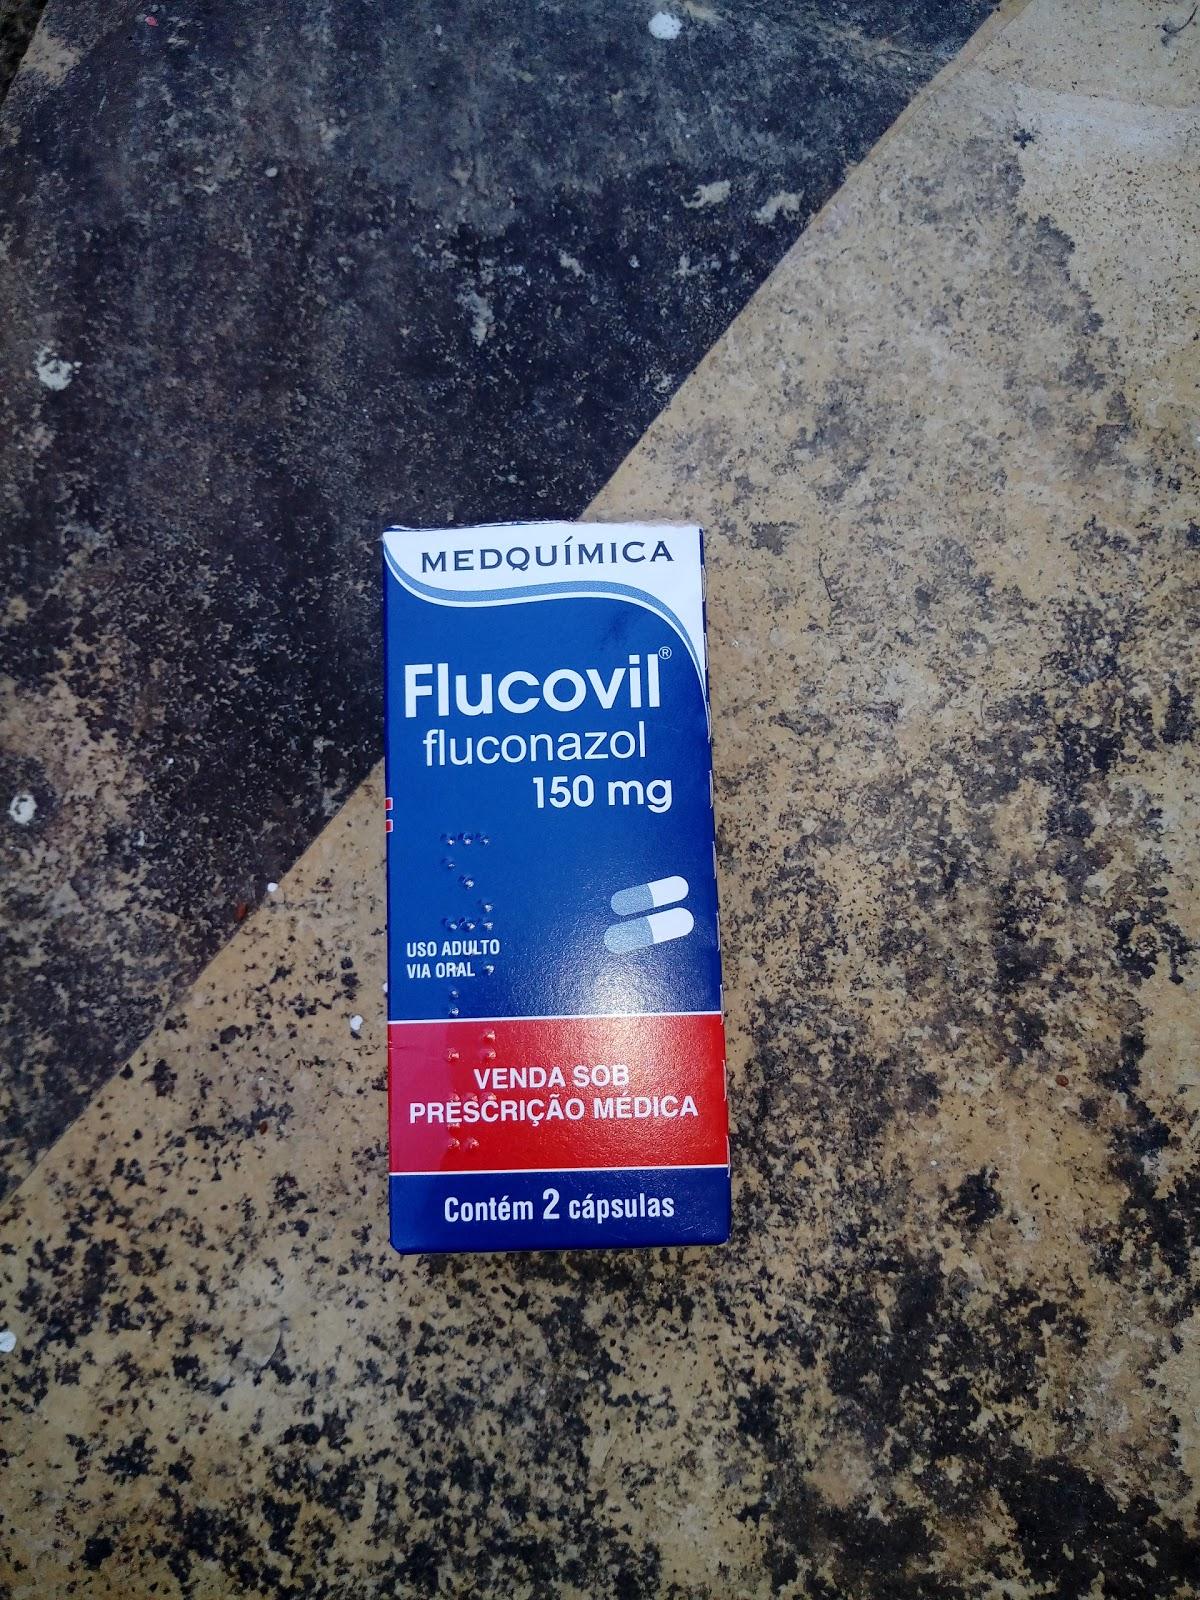 MEDQUÍMICA
Flucovil®
fluconazol
150 mg
USO ADULTO
VIA ORAL
VENDA SOB
PRESCRIÇÃO MÉDICA
Contém 2 cápsulas